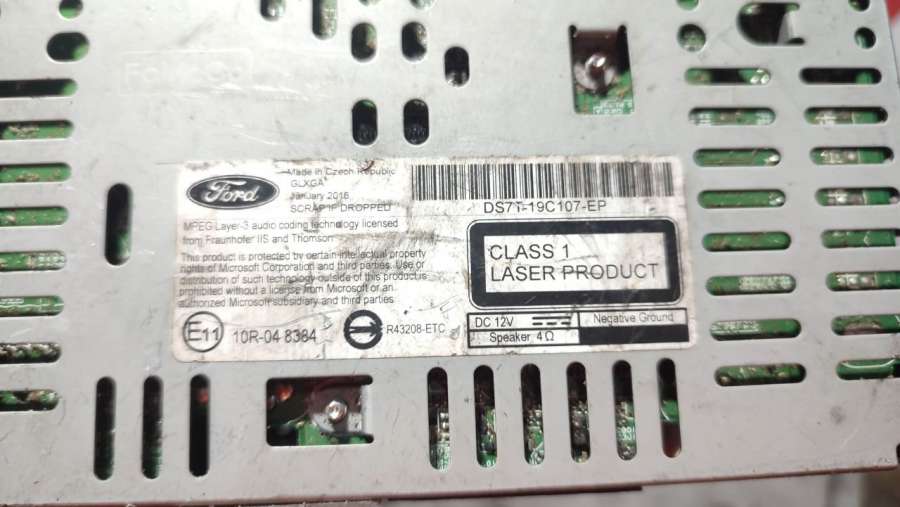 Ford
Made in Czech Republic
GLXGA
January 2016
SCRAP IF DROPPED
MPEG Layer-3 audio coding technology licensed
from Fraunhofer IIS and Thomson
This product is protected by certain intellectual property
rights of Microsoft Corporation and third parties. Use or
distribution of such technology outside of this product is
prohibited without a license from Microsoft or an
authorized Microsoft subsidiary and third parties
E11
10R-04 8384
R43208-ETC
DS7T-19C107-EP
CLASS 1
LASER PRODUCT
DC 12V
Negative Ground
Speaker 4 Ω